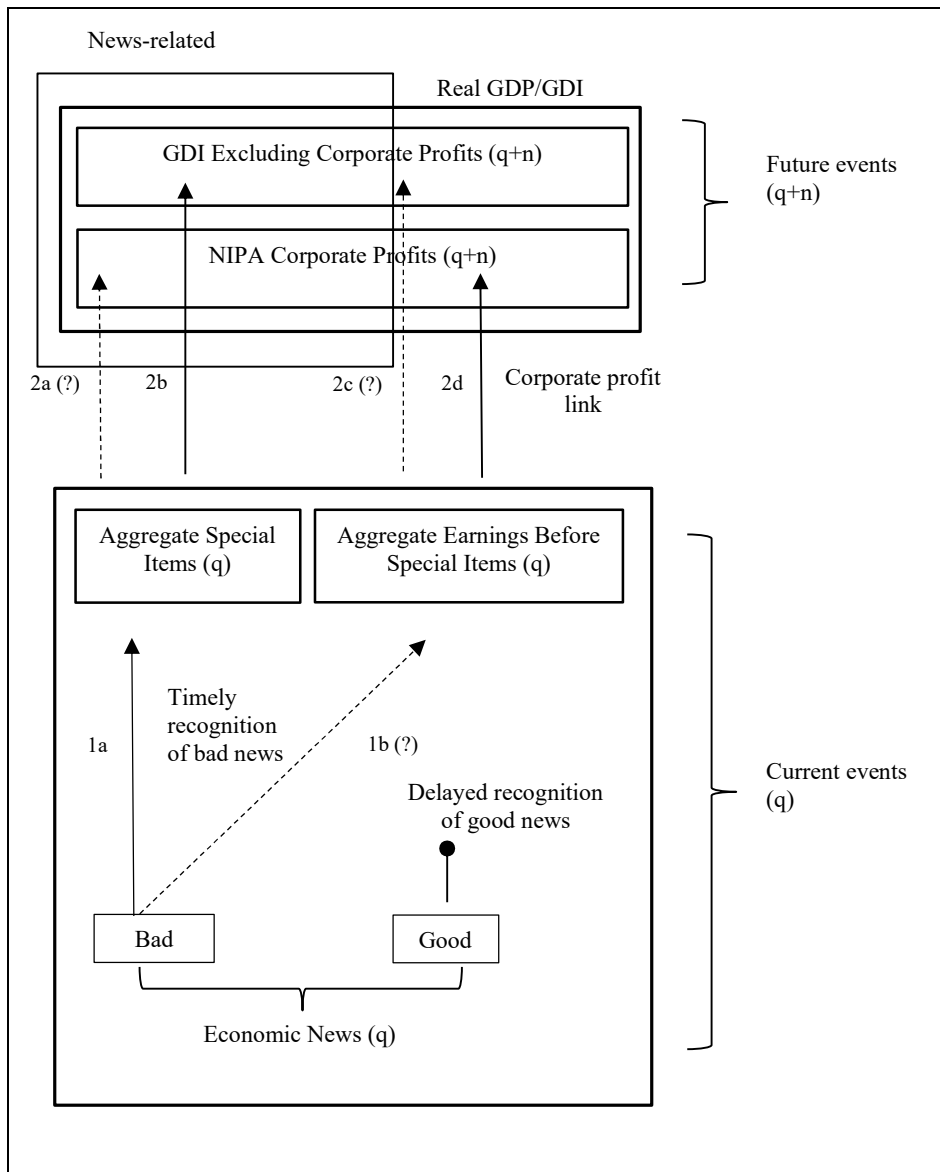 News-related
Real GDP/GDI
GDI Excluding Corporate Profits (q+n)
Future events
(q+n)
NIPA Corporate Profits (q+n)
2a (?)
2b
2c (?)
2d
Corporate profit
link
Aggregate Special
Items (q)
Aggregate Earnings Before
Special Items (q)
Timely
recognition
of bad news
1a
1b (?)
Current events
(q)
Delayed recognition
of good news
Bad
Good
Economic News (q)